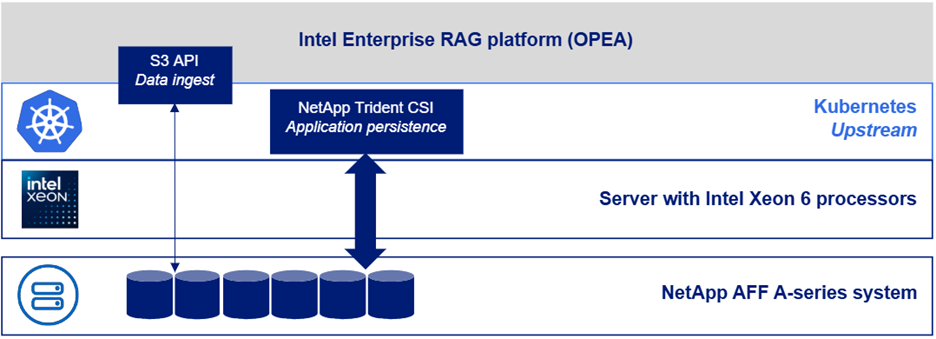 Intel Enterprise RAG platform (OPEA)
S3 API
Data ingest
NetApp Trident CSI
Application persistence
Kubernetes
Upstream
intel
XEON
Server with Intel Xeon 6 processors
NetApp AFF A-series system